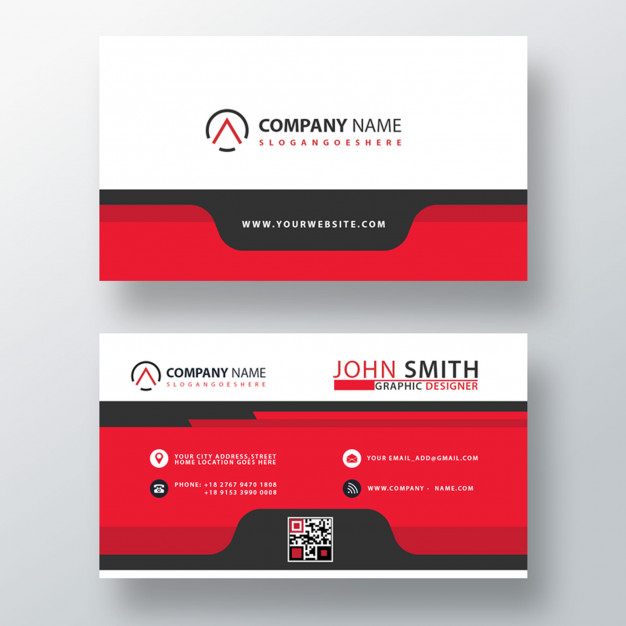 COMPANY NAME
SLOGANGOESHERE
WWW.YOURWEBSITE.COM
COMPANY NAME
SLOGANGOESHERE
JOHN SMITH
GRAPHIC DESIGNER
YOUR CITY ADDRESS,STREET
HOME LOCATION GOES HERE
PHONE: +18 2767 9470 1808
+18 9153 3990 0008
YOUR EMAIL_ADD@GMAIL.COM
WWW.COMPANY - NAME.COM